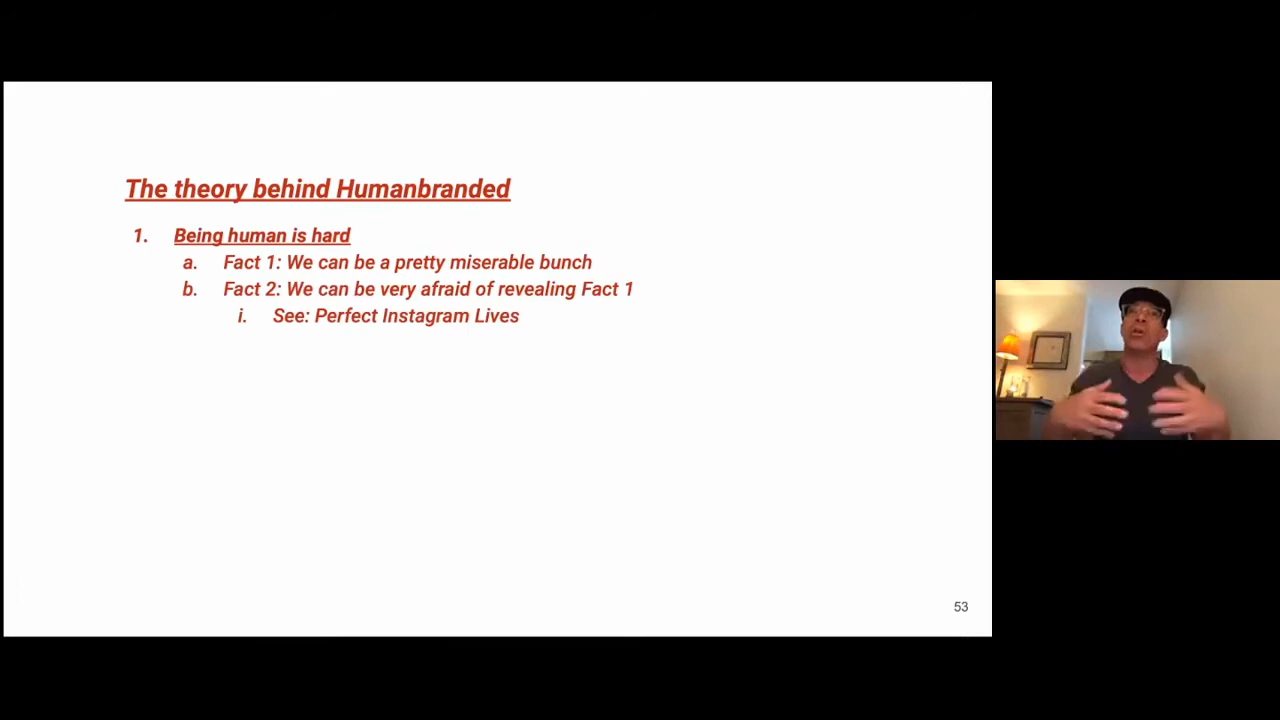 The theory behind Humanbranded
1. Being human is hard
a. Fact 1: We can be a pretty miserable bunch
b. Fact 2: We can be very afraid of revealing Fact 1
i. See: Perfect Instagram Lives
53